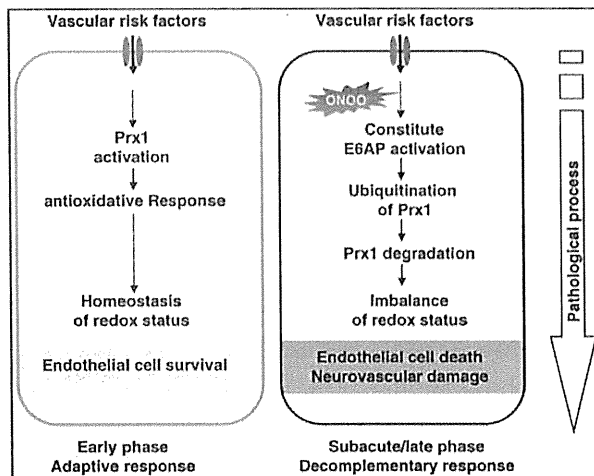 Vascular risk factors
Prx1
activation
antioxidative Response
Homeostasis
of redox status
Endothelial cell survival
Early phase
Adaptive response
Vascular risk factors
ONOO
Constitute
E6AP activation
Ubiquitination
of Prx1
Prx1 degradation
Imbalance
of redox status
Endothelial cell death
Neurovascular damage
Subacute/late phase
Decomplementary response
Pathological process